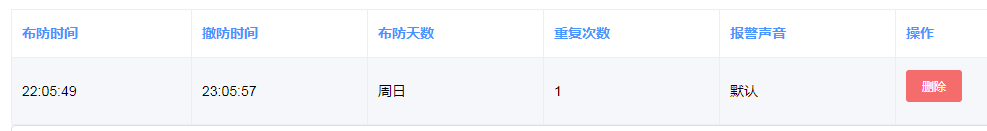 布防时间 撤防时间 布防天数 重复次数 报警声音 操作
22:05:49 23:05:57 周日 1 默认 删除